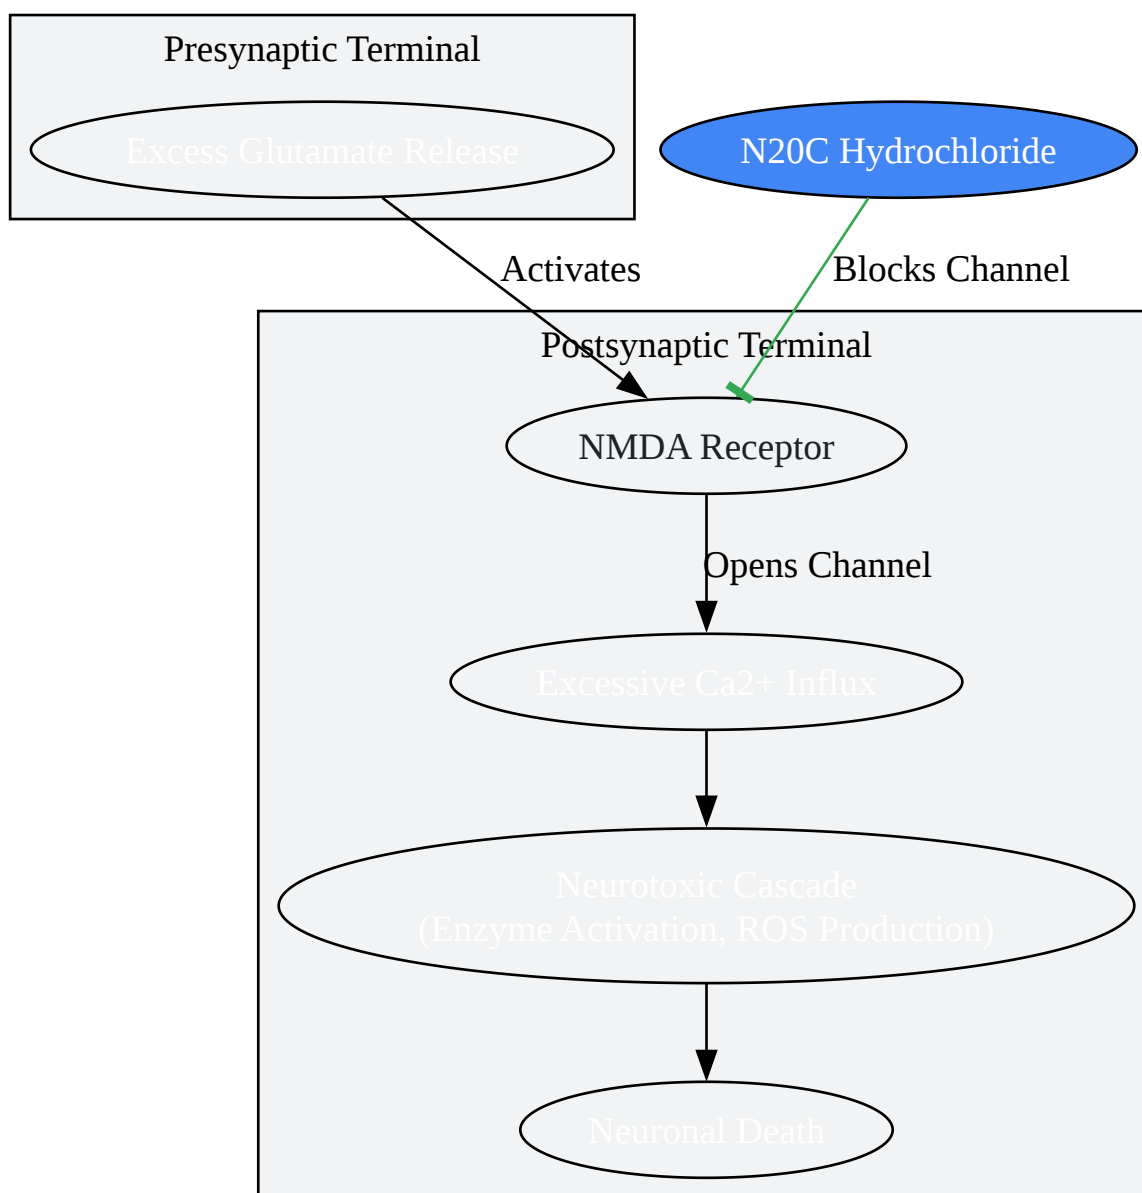 Presynaptic Terminal
Excess Glutamate Release
N20C Hydrochloride
Activates
Blocks Channel
Postsynaptic Terminal
NMDA Receptor
Opens Channel
Excessive Ca2+ Influx
Neurotoxic Cascade
(Enzyme Activation, ROS Production)
Neuronal Death